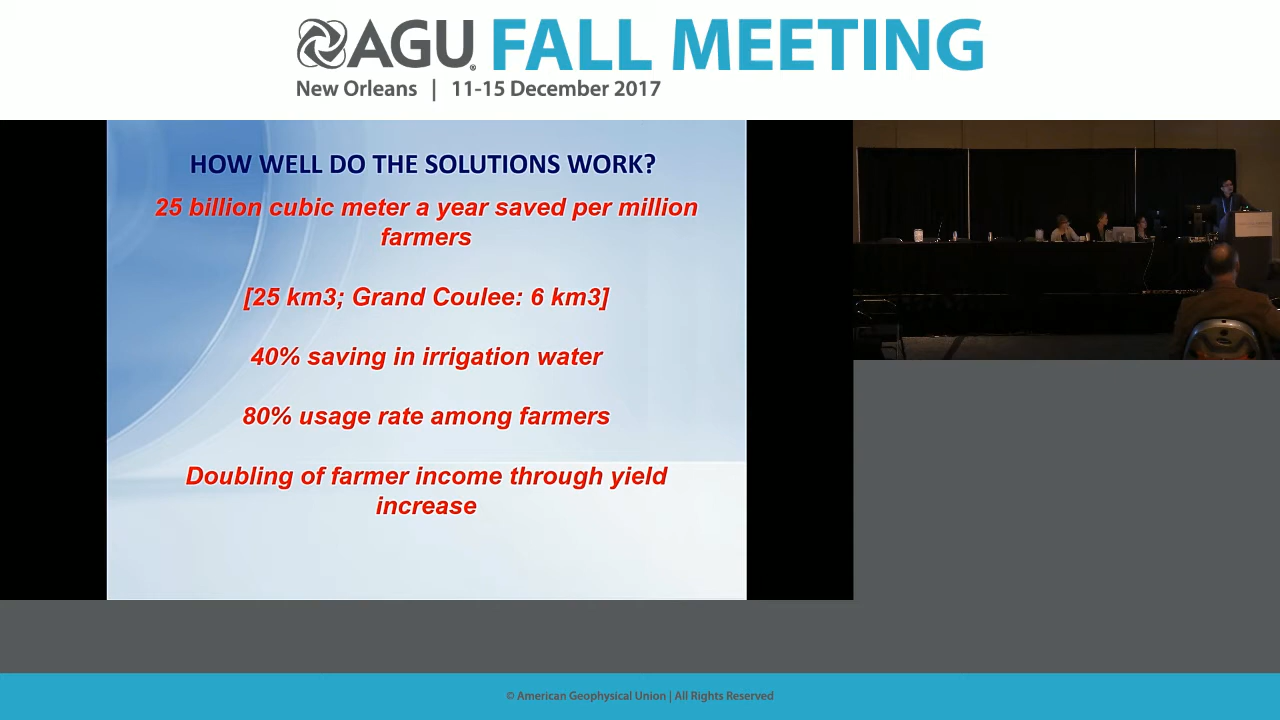 AGU FALL MEETING
New Orleans | 11-15 December 2017
HOW WELL DO THE SOLUTIONS WORK?
25 billion cubic meter a year saved per million
farmers
[25 km3; Grand Coulee: 6 km3]
40% saving in irrigation water
80% usage rate among farmers
Doubling of farmer income through yield
increase
© American Geophysical Union | All Rights Reserved